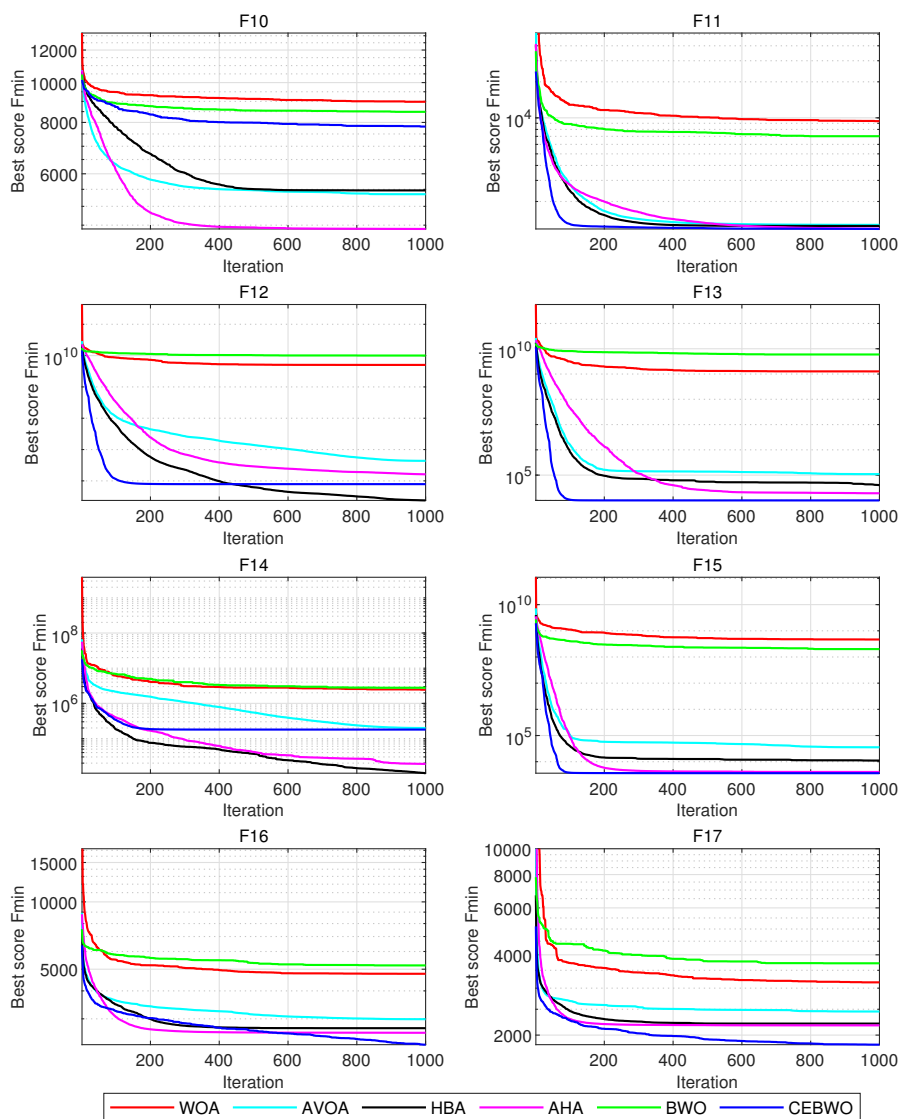 F10
Best score Fmin
12000
10000
8000
6000
200 400 600 800 1000
Iteration
F11
Best score Fmin
10^4
200 400 600 800 1000
Iteration
F12
Best score Fmin
10^10
200 400 600 800 1000
Iteration
F13
Best score Fmin
10^10
10^5
200 400 600 800 1000
Iteration
F14
Best score Fmin
10^8
10^6
200 400 600 800 1000
Iteration
F15
Best score Fmin
10^10
10^5
200 400 600 800 1000
Iteration
F16
Best score Fmin
15000
10000
5000
200 400 600 800 1000
Iteration
F17
Best score Fmin
10000
8000
6000
4000
2000
200 400 600 800 1000
Iteration
WOA AVOA HBA AHA BWO CEBWO